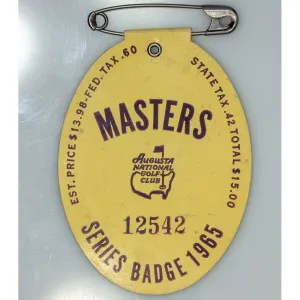 EST. PRICE $13.98-FED. TAX .60
STATE TAX .42 TOTAL $15.00
MASTERS
AUGUSTA
NATIONAL
GOLF
CLUB
12542
SERIES BADGE 1965